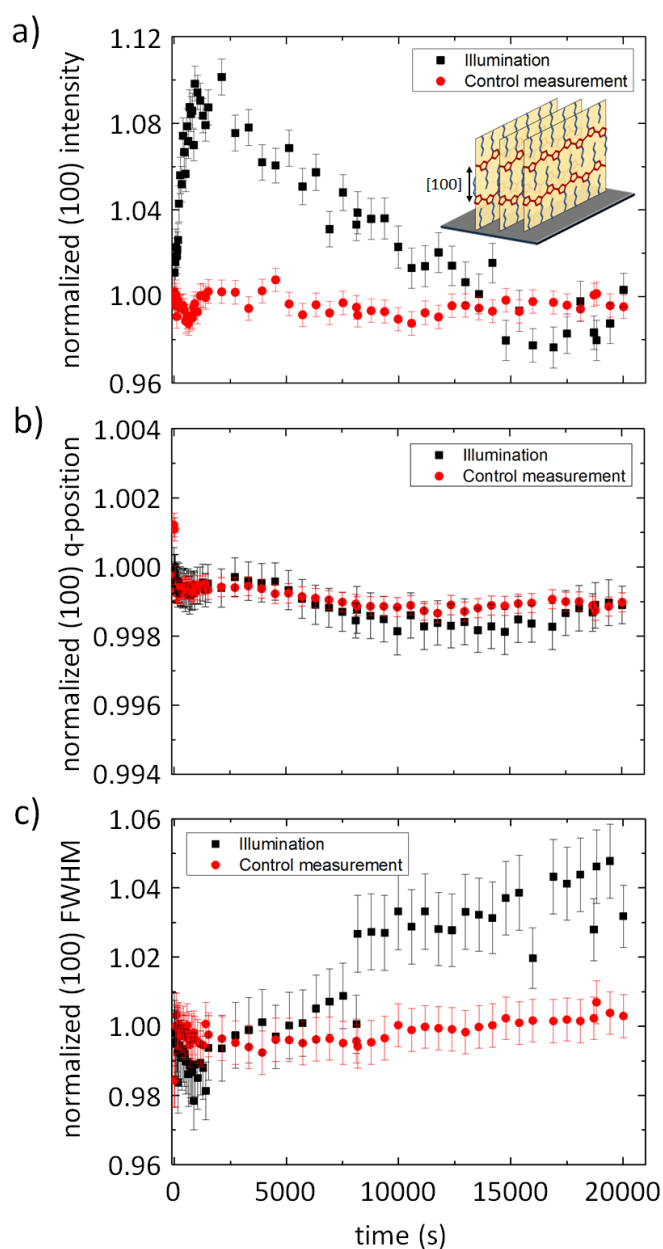 a)
1.12
1.08
1.04
1.00
0.96
normalized (100) intensity
Illumination
Control measurement
[100]
b)
1.004
1.002
1.000
0.998
0.996
0.994
normalized (100) q-position
Illumination
Control measurement
c)
1.06
1.04
1.02
1.00
0.98
0.96
normalized (100) FWHM
Illumination
Control measurement
0 5000 10000 15000 20000
time (s)